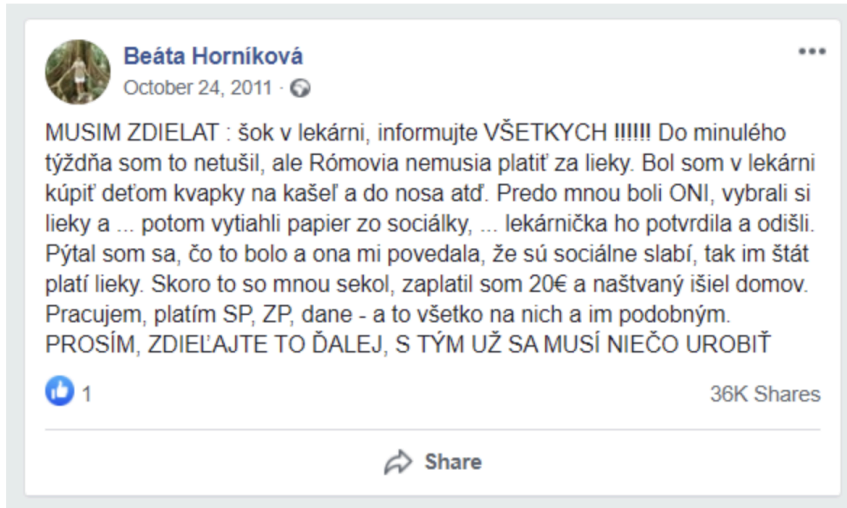 Beáta Horníková
October 24, 2011 ·
MUSIM ZDIELAT : šok v lekárni, informujte VŠETKYCH !!!!!! Do minulého
týždňa som to netušil, ale Rómovia nemusia platiť za lieky. Bol som v lekárni
kúpiť deťom kvapky na kašeľ a do nosa atď. Predo mnou boli ONI, vybrali si
lieky a ... potom vytiahli papier zo sociálky, ... lekárnička ho potvrdila a odišli.
Pýtal som sa, čo to bolo a ona mi povedala, že sú sociálne slabí, tak im štát
platí lieky. Skoro to so mnou sekol, zaplatil som 20€ a naštvaný išiel domov.
Pracujem, platím SP, ZP, dane - a to všetko na nich a im podobným.
PROSÍM, ZDIEĽAJTE TO ĎALEJ, S TÝM UŽ SA MUSÍ NIEČO UROBIŤ
1 36K Shares
Share